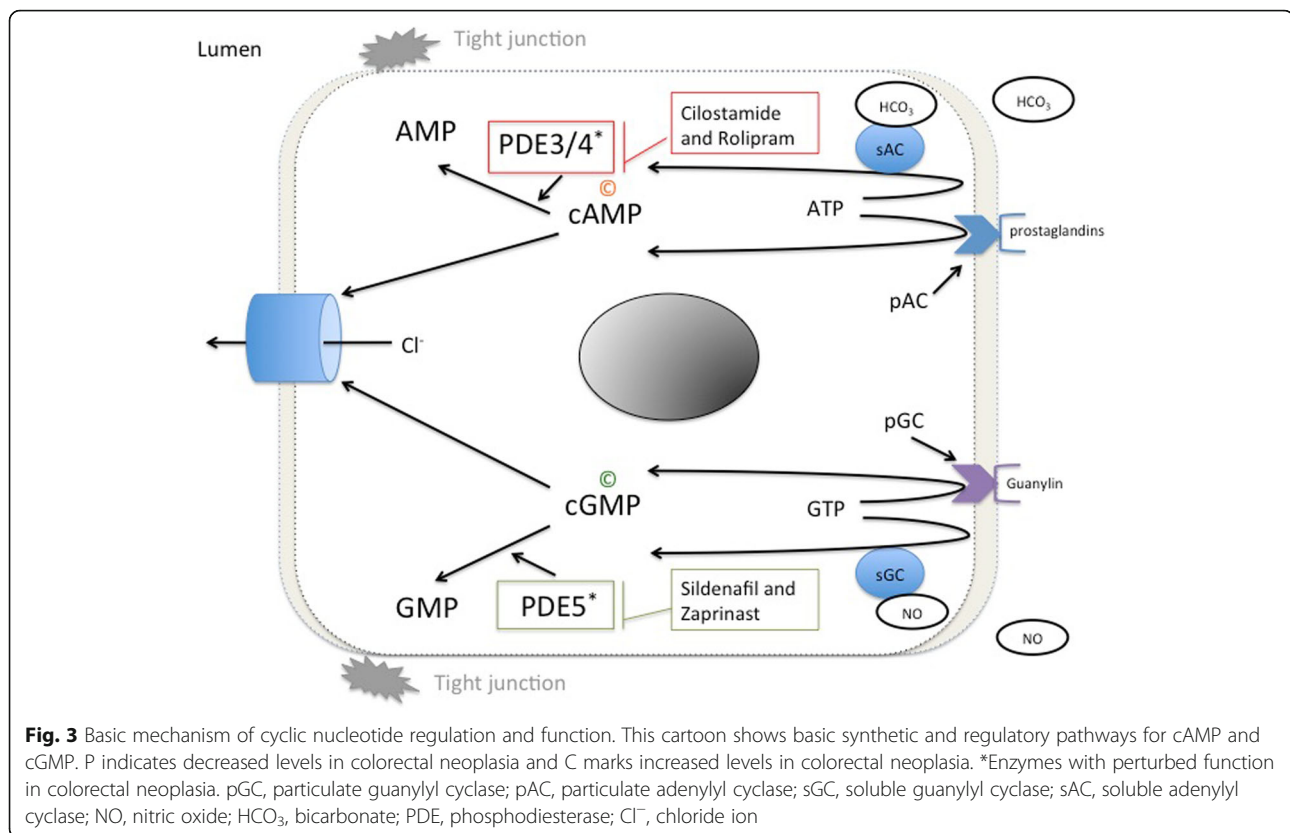 Lumen
Tight junction
HCO₃
HCO₃
AMP
PDE3/4*
Cilostamide
and Rolipram
sAC
©
cAMP
ATP
prostaglandins
pAC
Cl⁻
pGC
©
cGMP
GTP
Guanylin
GMP
PDE5*
Sildenafil and
Zaprinast
sGC
NO
NO
Tight junction
Fig. 3 Basic mechanism of cyclic nucleotide regulation and function. This cartoon shows basic synthetic and regulatory pathways for cAMP and
cGMP. P indicates decreased levels in colorectal neoplasia and C marks increased levels in colorectal neoplasia. *Enzymes with perturbed function
in colorectal neoplasia. pGC, particulate guanylyl cyclase; pAC, particulate adenylyl cyclase; sGC, soluble guanylyl cyclase; sAC, soluble adenylyl
cyclase; NO, nitric oxide; HCO₃, bicarbonate; PDE, phosphodiesterase; Cl⁻, chloride ion